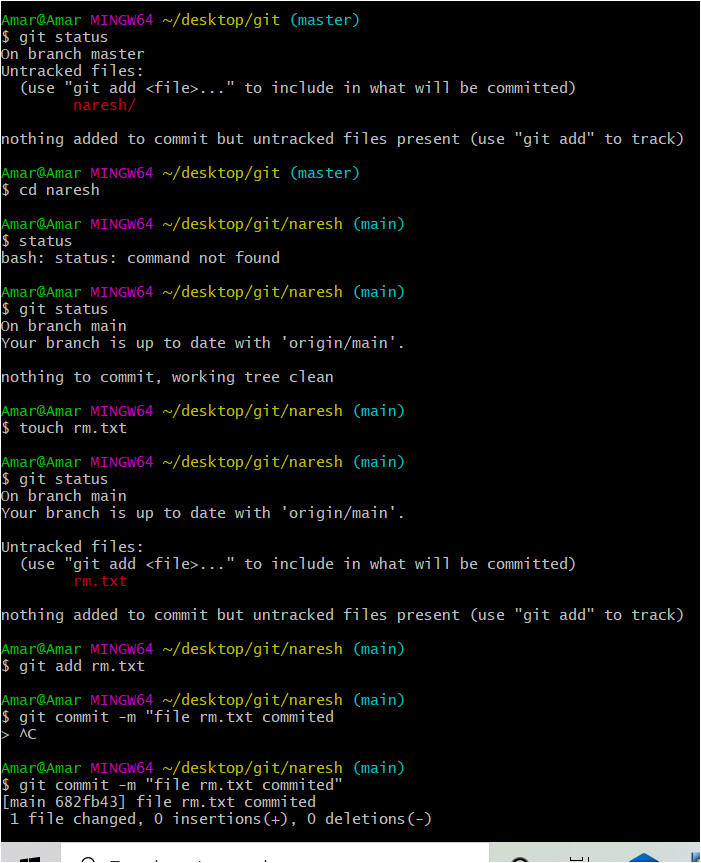 Amar@Amar MINGW64 ~/desktop/git (master)
$ git status
On branch master
Untracked files:
  (use "git add <file>..." to include in what will be committed)
        naresh/

nothing added to commit but untracked files present (use "git add" to track)

Amar@Amar MINGW64 ~/desktop/git (master)
$ cd naresh

Amar@Amar MINGW64 ~/desktop/git/naresh (main)
$ status
bash: status: command not found

Amar@Amar MINGW64 ~/desktop/git/naresh (main)
$ git status
On branch main
Your branch is up to date with 'origin/main'.

nothing to commit, working tree clean

Amar@Amar MINGW64 ~/desktop/git/naresh (main)
$ touch rm.txt

Amar@Amar MINGW64 ~/desktop/git/naresh (main)
$ git status
On branch main
Your branch is up to date with 'origin/main'.

Untracked files:
  (use "git add <file>..." to include in what will be committed)
        rm.txt

nothing added to commit but untracked files present (use "git add" to track)

Amar@Amar MINGW64 ~/desktop/git/naresh (main)
$ git add rm.txt

Amar@Amar MINGW64 ~/desktop/git/naresh (main)
$ git commit -m "file rm.txt commited
> ^C

Amar@Amar MINGW64 ~/desktop/git/naresh (main)
$ git commit -m "file rm.txt commited"
[main 682fb43] file rm.txt commited
 1 file changed, 0 insertions(+), 0 deletions(-)